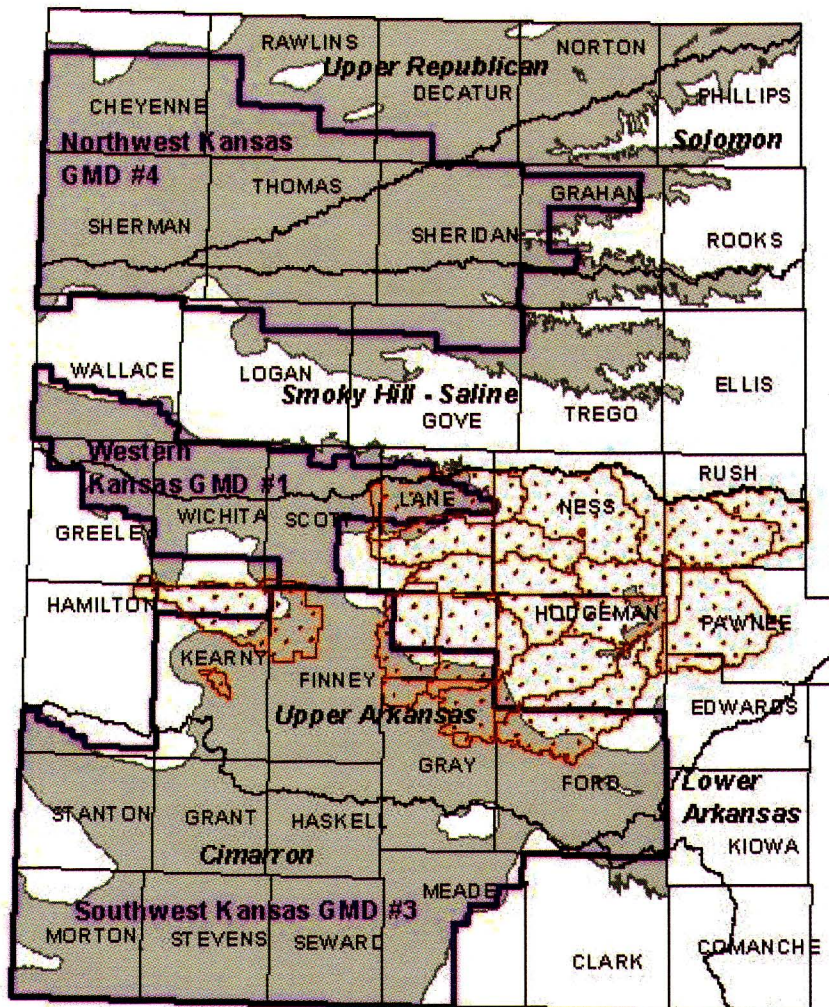 RAWLINS
NORTON
Upper Republican
DECATUR
CHEYENNE
PHILLIPS
Northwest Kansas
GMD #4
Solomon
THOMAS
GRAHAN
SHERMAN
SHERIDAN
ROOKS
WALLACE
LOGAN
Smoky Hill - Saline
GOVE
TREGO
ELLIS
Western
Kansas GMD #1
RUSH
LANE
NESS
WICHITA
SCOTT
GREELEY
HAMILTON
HODGEMAN
PAWNEE
KEARNY
FINNEY
Upper Arkansas
EDWARDS
GRAY
FORD
Lower
Arkansas
STANTON
GRANT
HASKELL
KIOWA
Cimarron
MEADE
Southwest Kansas GMD #3
MORTON
STEVENS
SEWARD
CLARK
COMANCHE